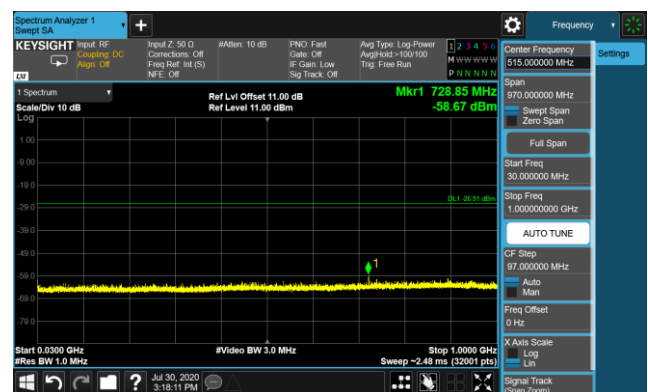 Spectrum Analyzer 1
Swept SA
Frequency
KEYSIGHT
Input: RF
Coupling: DC
Align: Off
Input Z: 50 Ω
Corrections: Off
Freq Ref: Int (S)
NFE: Off
#Atten: 10 dB
PNO: Fast
Gate: Off
IF Gain: Low
Sig Track: Off
Avg Type: Log-Power
Avg|Hold:>100/100
Trig: Free Run
1 2 3 4 5 6
M W W W W W
P N N N N N
LXI
1 Spectrum
Scale/Div 10 dB
Log
Ref Lvl Offset 11.00 dB
Ref Level 11.00 dBm
Mkr1 728.85 MHz
-58.67 dBm
1.00
-9.00
-19.0
DL1 -26.91 dBm
-29.0
-39.0
-49.0
1
-59.0
-69.0
-79.0
Start 0.0300 GHz
#Res BW 1.0 MHz
#Video BW 3.0 MHz
Stop 1.0000 GHz
Sweep ~2.48 ms (32001 pts)
Jul 30, 2020
3:18:11 PM
Center Frequency
515.000000 MHz
Settings
Span
970.000000 MHz
Swept Span
Zero Span
Full Span
Start Freq
30.000000 MHz
Stop Freq
1.000000000 GHz
AUTO TUNE
CF Step
97.000000 MHz
Auto
Man
Freq Offset
0 Hz
X Axis Scale
Log
Lin
Signal Track
(Span Zoom)